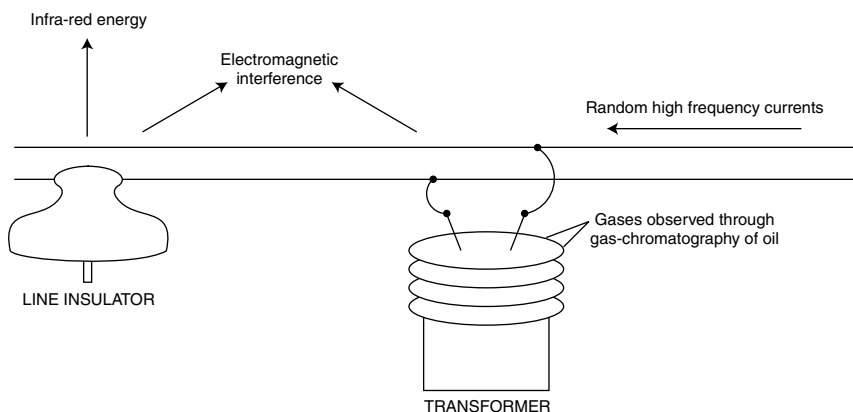 Infra-red energy
Electromagnetic
interference
Random high frequency currents
Gases observed through
gas-chromatography of oil
LINE INSULATOR
TRANSFORMER